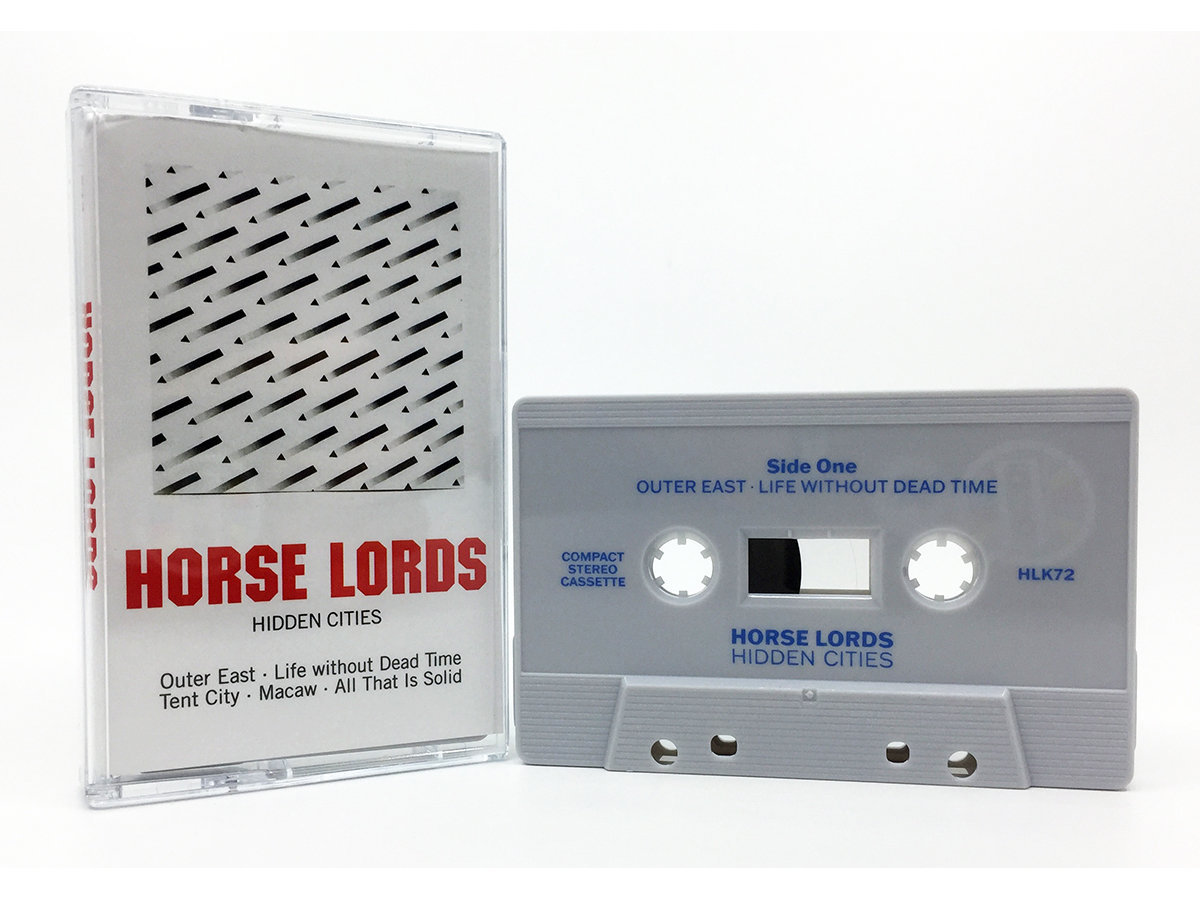 HORSE LORDS
HORSE LORDS
HIDDEN CITIES
Outer East · Life without Dead Time
Tent City · Macaw · All That Is Solid
Side One
OUTER EAST · LIFE WITHOUT DEAD TIME
COMPACT
STEREO
CASSETTE
HLK72
HORSE LORDS
HIDDEN CITIES